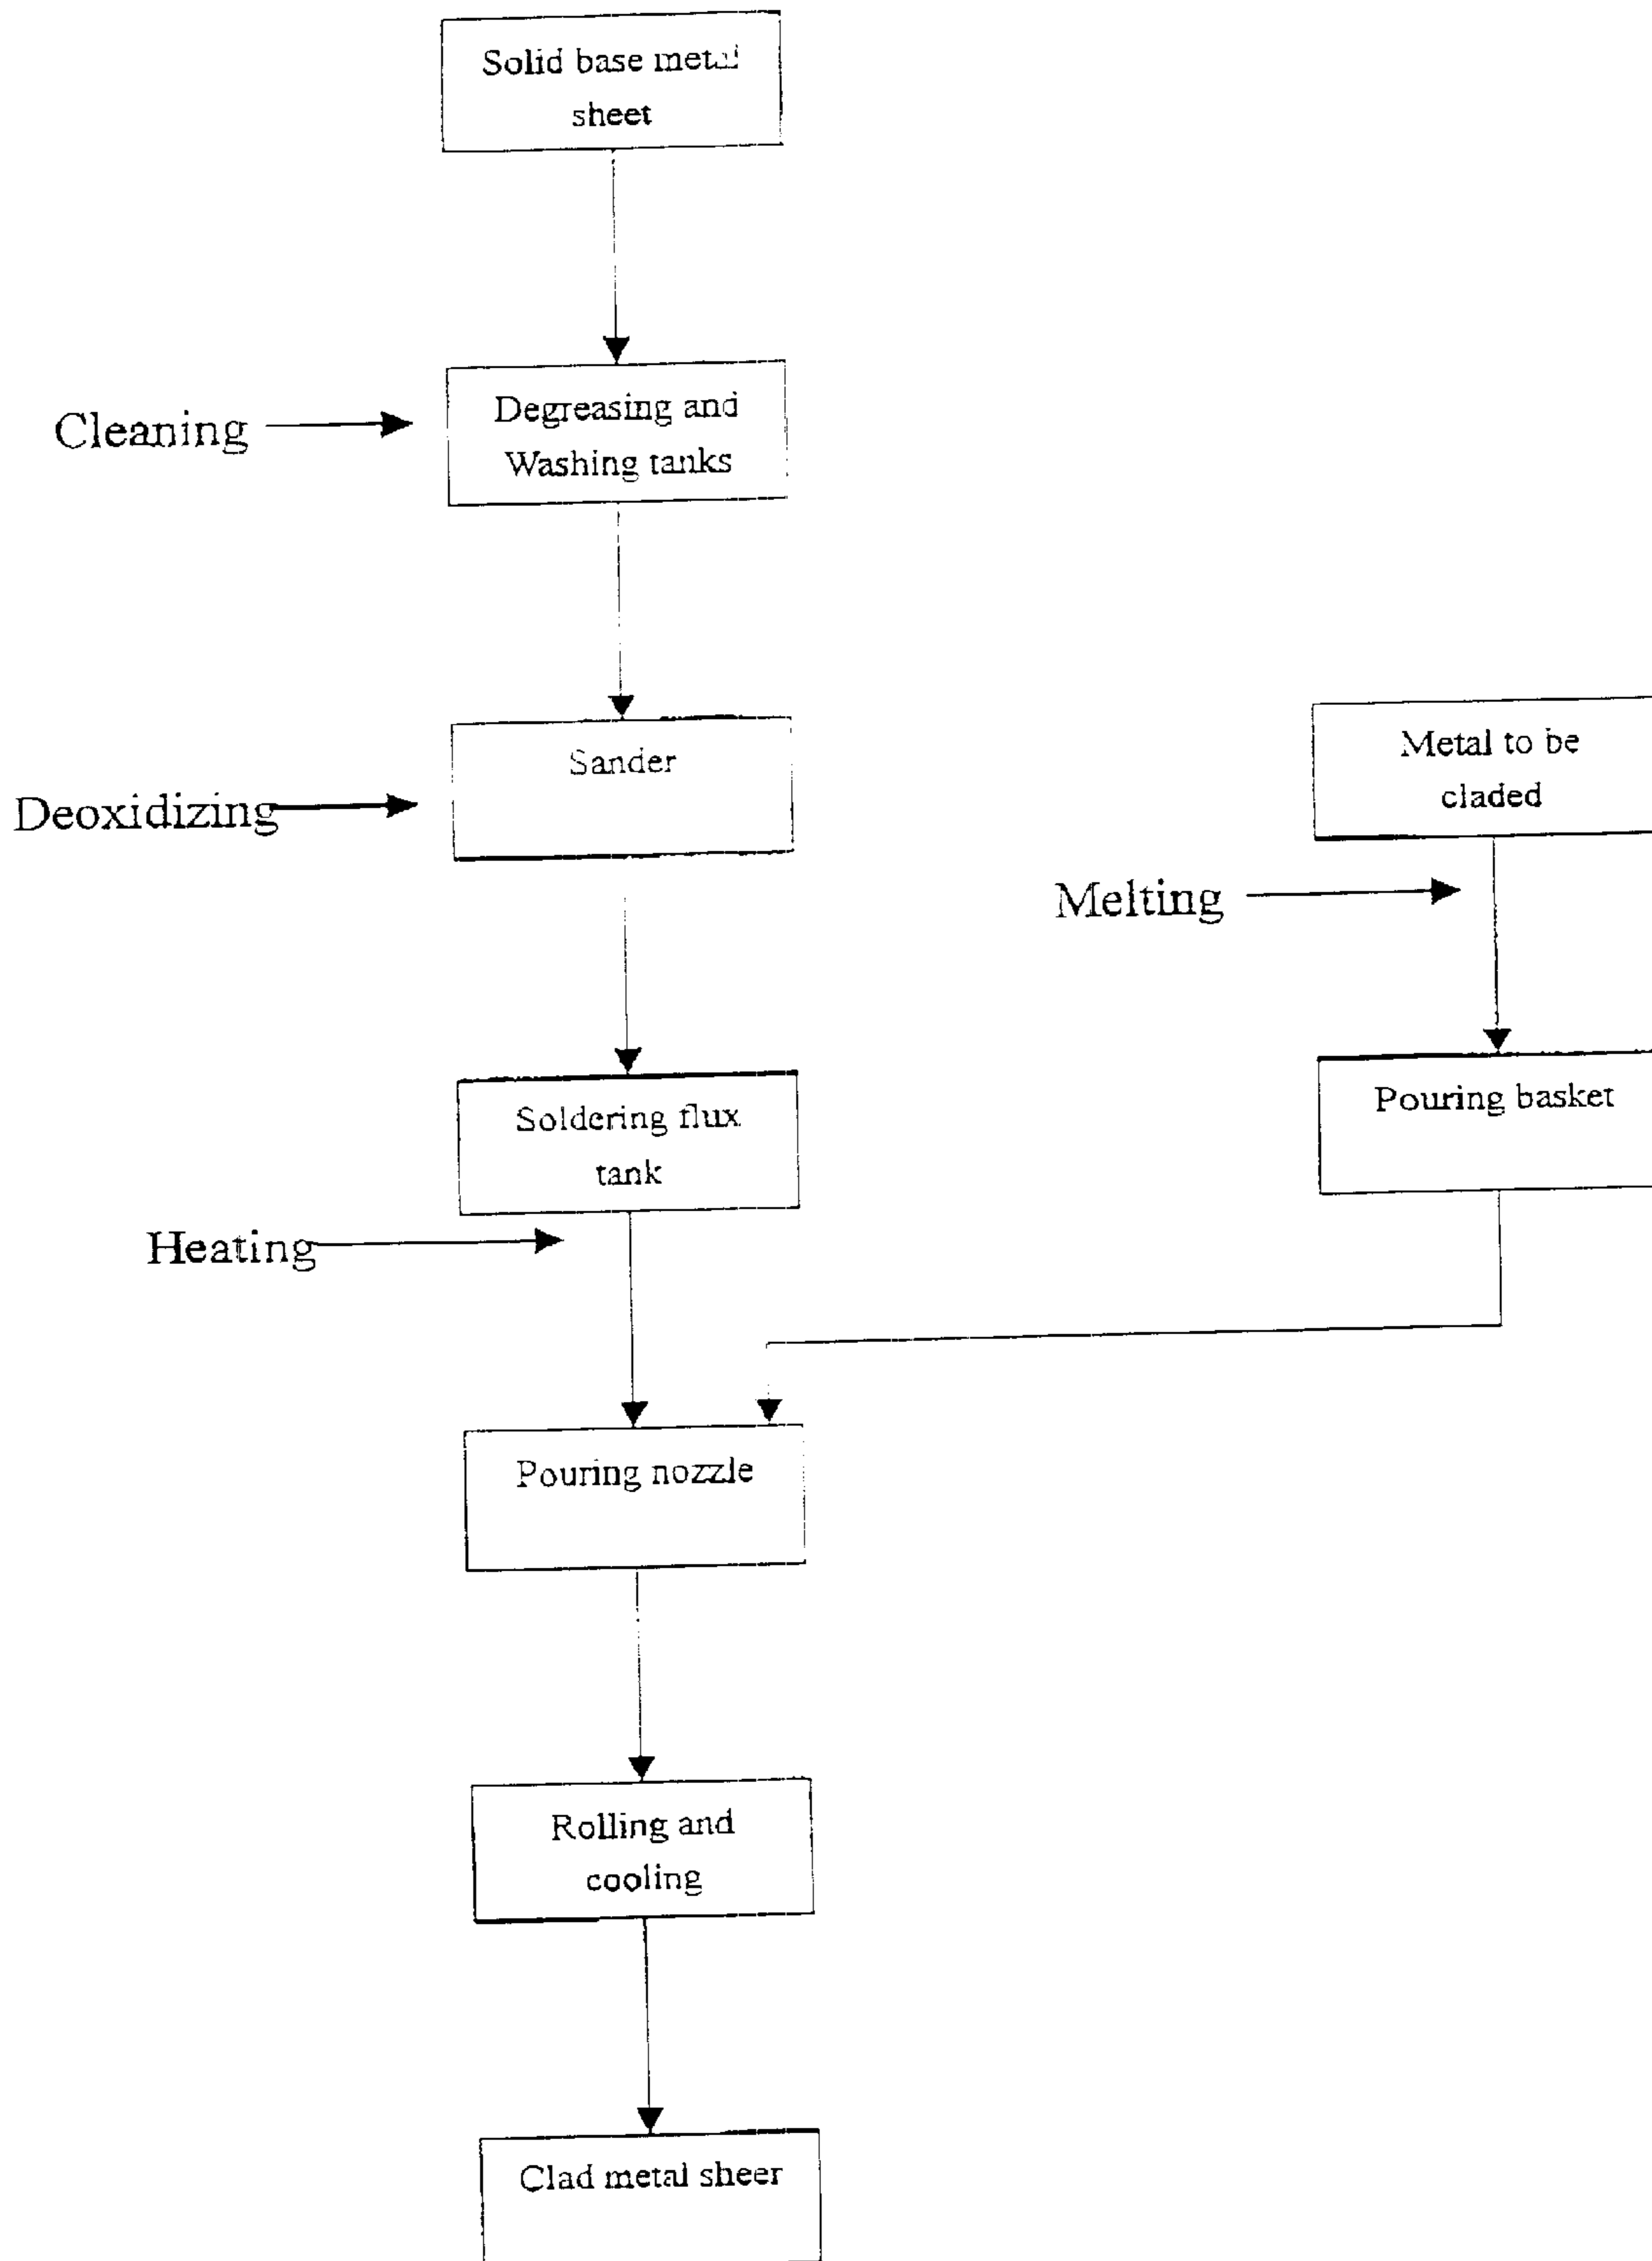 Solid base metal
sheet
Cleaning
Degreasing and
Washing tanks
Deoxidizing
Sander
Metal to be
claded
Melting
Soldering flux
tank
Pouring basket
Heating
Pouring nozzle
Rolling and
cooling
Clad metal sheer